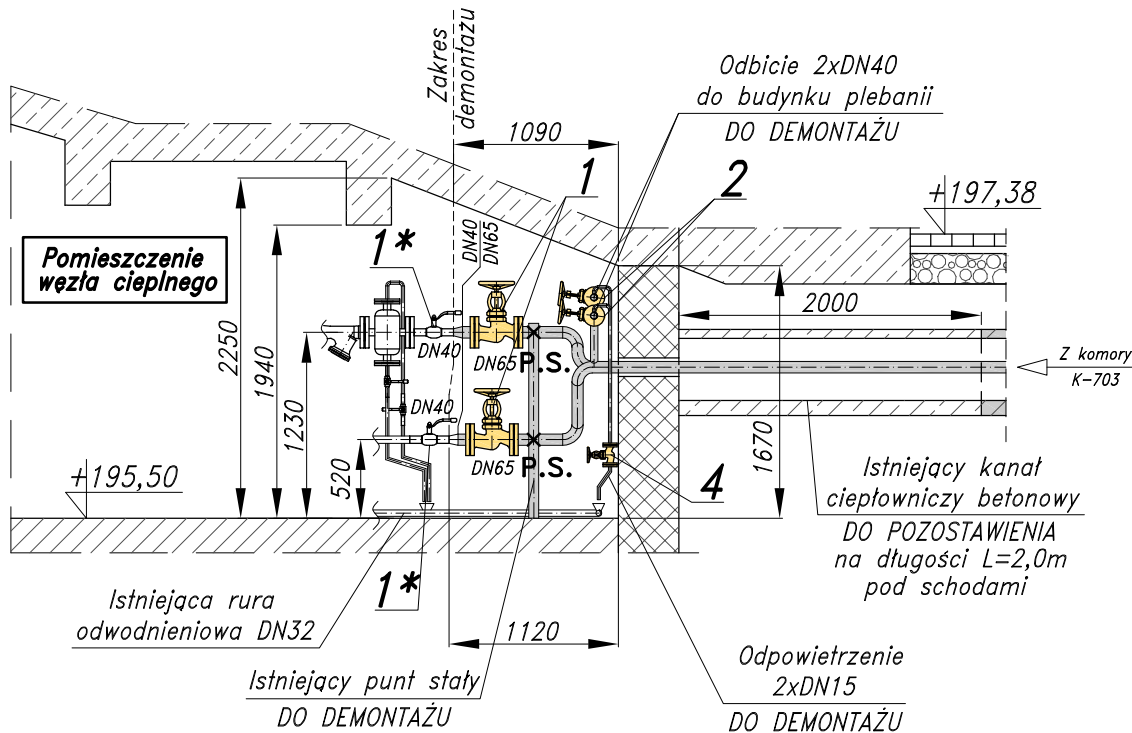 Zakres
demontażu
Odbicie 2xDN40
do budynku plebanii
DO DEMONTAŻU
1090
1
2
+197,38
Pomieszczenie
węzła cieplnego
1*
DN40
DN65
2000
2250
1940
1230
520
DN40
DN65
P.S.
Z komory
K-703
DN40
DN65
P.S.
1670
4
+195,50
Istniejący kanał
ciepłowniczy betonowy
DO POZOSTAWIENIA
na długości L=2,0m
pod schodami
1*
Istniejąca rura
odwodnieniowa DN32
1120
Istniejący punt stały
DO DEMONTAŻU
Odpowietrzenie
2xDN15
DO DEMONTAŻU